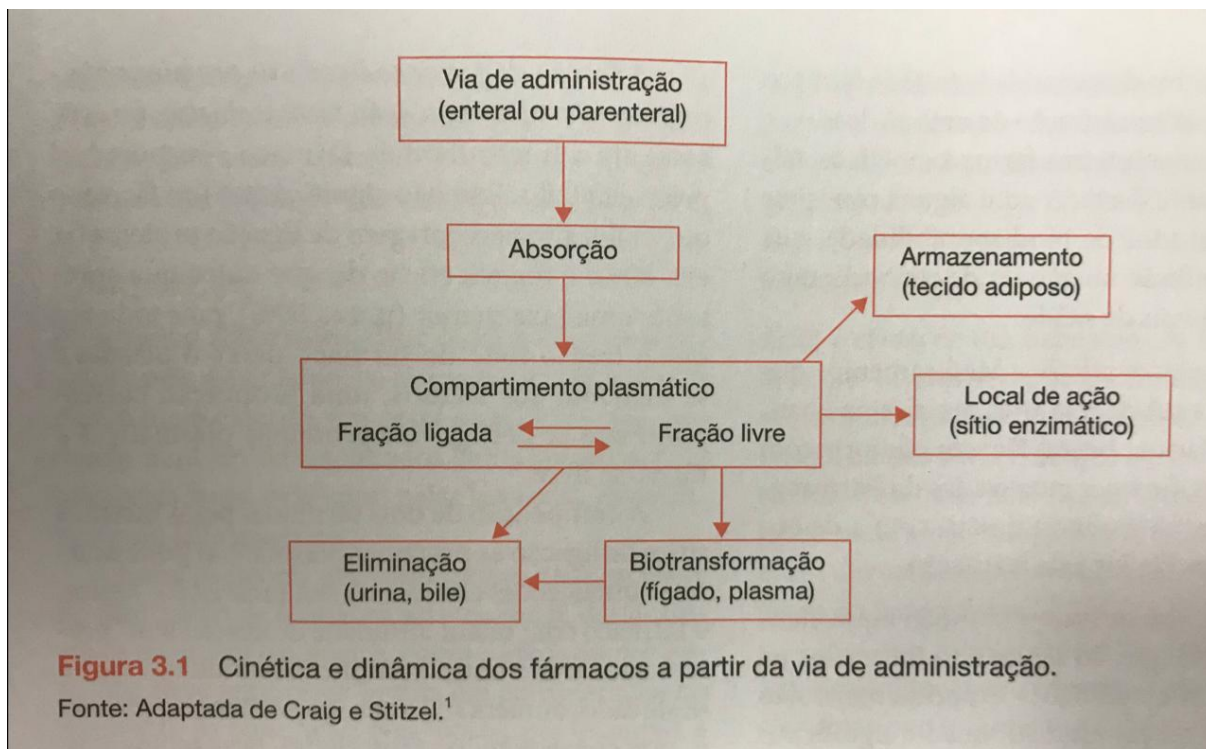 Via de administração
(enteral ou parenteral)
Absorção
Armazenamento
(tecido adiposo)
Compartimento plasmático
Fração ligada
Fração livre
Local de ação
(sítio enzimático)
Eliminação
(urina, bile)
Biotransformação
(fígado, plasma)
Figura 3.1 Cinética e dinâmica dos fármacos a partir da via de administração.
Fonte: Adaptada de Craig e Stitzel.¹